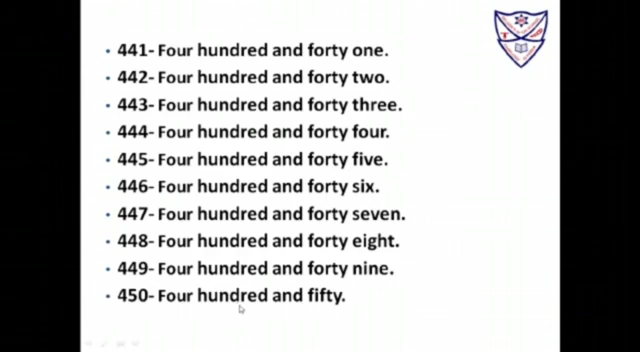 441- Four hundred and forty one.
442- Four hundred and forty two.
443- Four hundred and forty three.
444- Four hundred and forty four.
445- Four hundred and forty five.
446- Four hundred and forty six.
447- Four hundred and forty seven.
448- Four hundred and forty eight.
449- Four hundred and forty nine.
450- Four hundred and fifty.